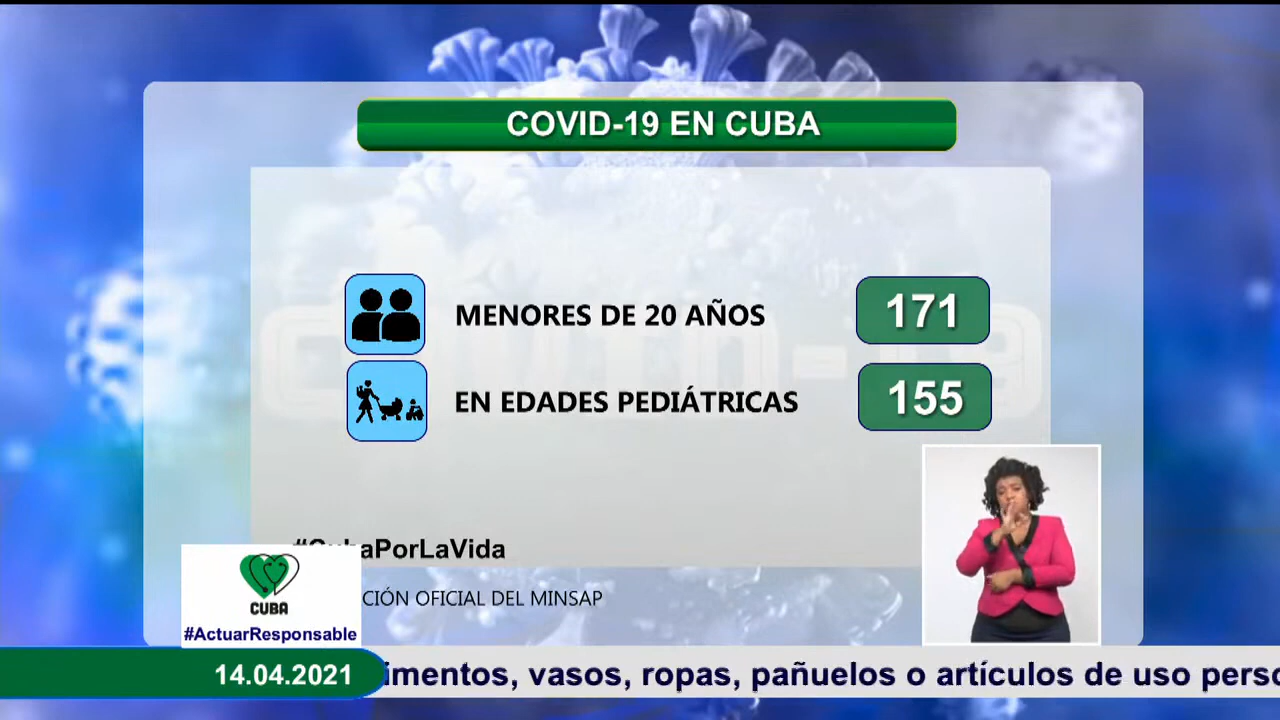 COVID-19 EN CUBA
MENORES DE 20 AÑOS
171
EN EDADES PEDIÁTRICAS
155
#CubaPorLaVida
CIÓN OFICIAL DEL MINSAP
CUBA
#ActuarResponsable
14.04.2021
imentos, vasos, ropas, pañuelos o artículos de uso perso